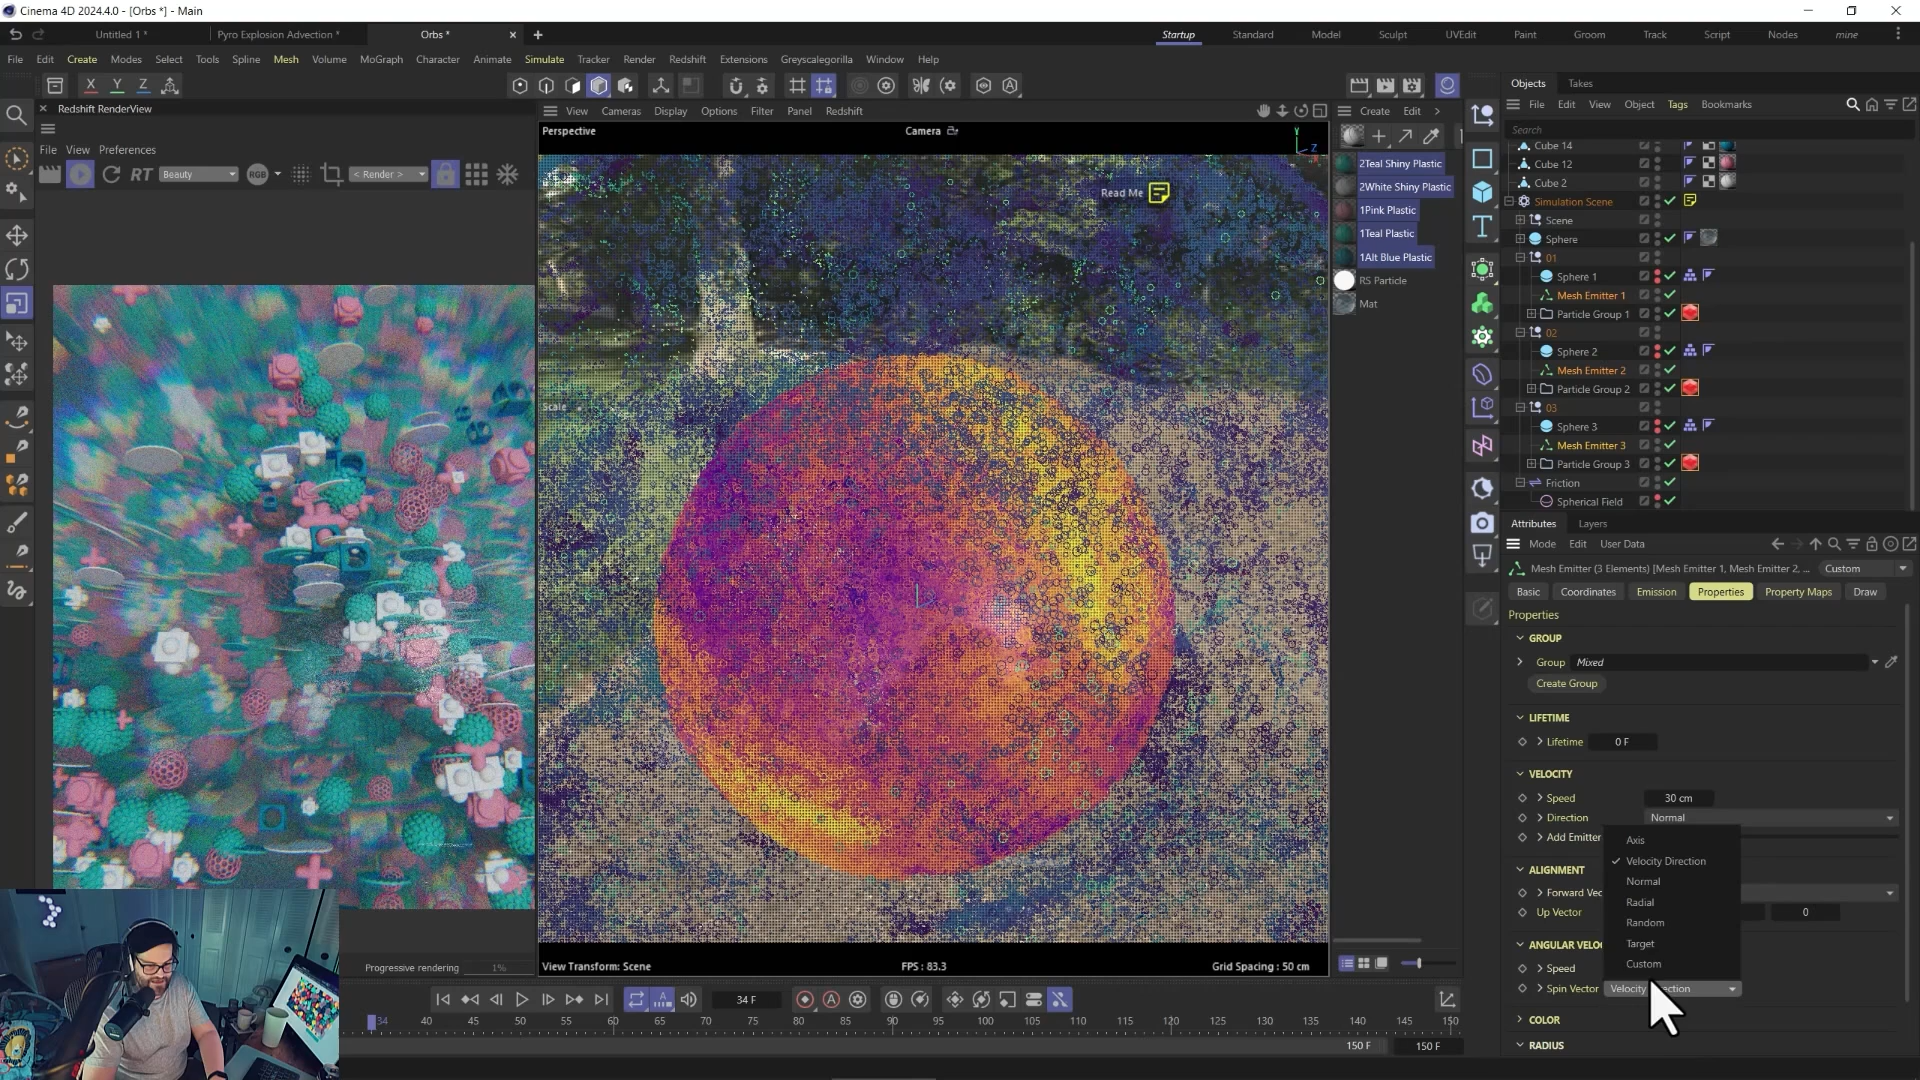 Cinema 4D 2024.4.0 - [Orbs *] - Main
Untitled 1 *
Pyro Explosion Advection *
Orbs *
Startup
Standard
Model
Sculpt
UVEdit
Paint
Groom
Track
Script
Nodes
mine
File Edit Create Modes Select Tools Spline Mesh Volume MoGraph Character Animate Simulate Tracker Render Redshift Extensions Greyscalegorilla Window Help
X Y Z
Objects Takes
Redshift RenderView
View Cameras Display Options Filter Panel Redshift
Create Edit
File Edit View Object Tags Bookmarks
Search
Perspective
Camera
Y
Z
File View Preferences
RT
Beauty
RGB
< Render >
Read Me
Scale
2Teal Shiny Plastic
2White Shiny Plastic
1Pink Plastic
1Teal Plastic
1Alt Blue Plastic
RS Particle
Mat
Cube 14
Cube 12
Cube 2
Simulation Scene
Scene
Sphere
01
Sphere 1
Mesh Emitter 1
Particle Group 1
02
Sphere 2
Mesh Emitter 2
Particle Group 2
03
Sphere 3
Mesh Emitter 3
Particle Group 3
Friction
Spherical Field
Attributes Layers
Mode Edit User Data
Mesh Emitter (3 Elements) [Mesh Emitter 1, Mesh Emitter 2, ...
Custom
Basic Coordinates Emission Properties Property Maps Draw
Properties
GROUP
Group Mixed
Create Group
LIFETIME
Lifetime 0 F
VELOCITY
Speed 30 cm
Direction Normal
Add Emitter
Axis
Velocity Direction
Normal
Radial
Random
Target
Custom
ALIGNMENT
Forward Vec
Up Vector 0
ANGULAR VELO
Speed
Spin Vector
COLOR
RADIUS
Progressive rendering 1%
View Transform: Scene
FPS : 83.3
Grid Spacing : 50 cm
34 F
34 40 45 50 55 60 65 70 75 80 85 90 95 100 105 110 115 120 125 130 135 140 145 150
150 F
150 F